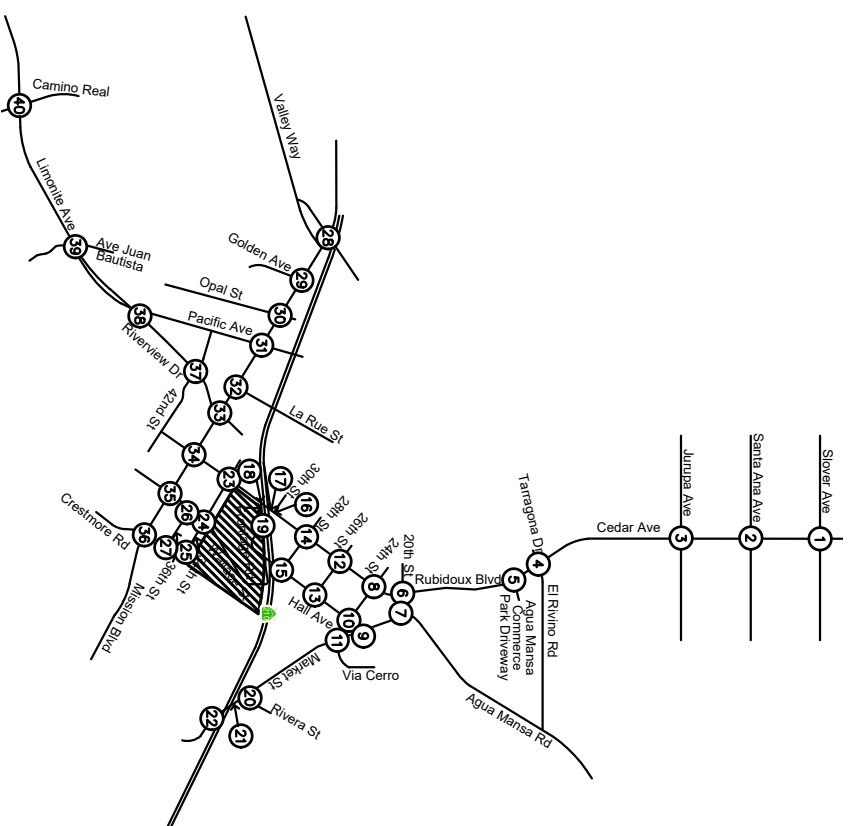 Camino Real
40
Limonite Ave
39
Ave Juan
Bautista
38
Riverview Dr
37
42nd St
Valley Way
28
Golden Ave
29
Opal St
30
Pacific Ave
31
32
La Rue St
33
34
35
Crestmore Rd
36
Mission Blvd
26
27
25
24
36th St
23
18
17
30th St
16
19
28th St
14
15
26th St
12
13
24th St
8
Hall Ave
10
9
11
Market St
Via Cerro
20
Rivera St
21
22
20th St
6
7
Rubidoux Blvd
5
4
Agua Mansa
Commerce
Park Driveway
El Rivino Rd
Agua Mansa Rd
Cedar Ave
Jurupa Ave
3
Santa Ana Ave
2
Slover Ave
1